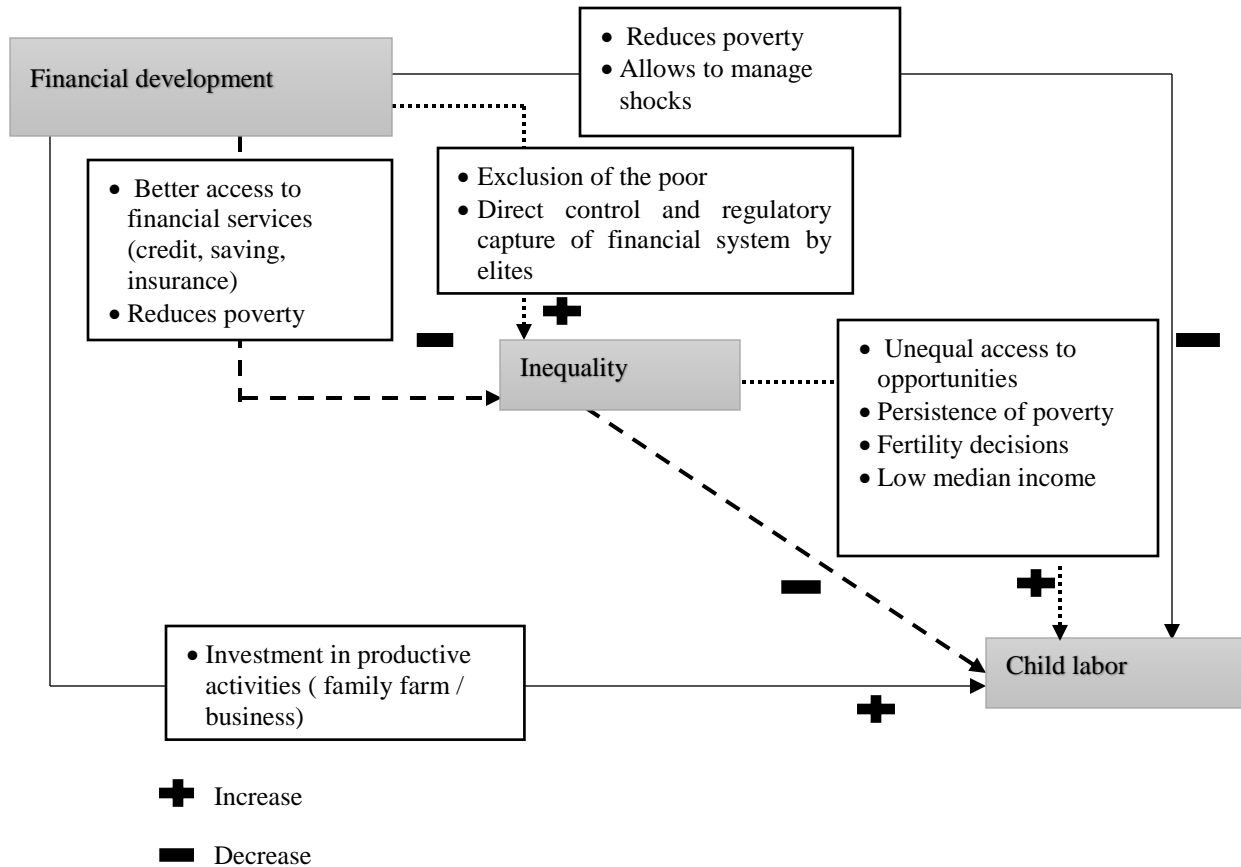 Financial development
• Reduces poverty
• Allows to manage
shocks
• Better access to
financial services
(credit, saving,
insurance)
• Reduces poverty
• Exclusion of the poor
• Direct control and regulatory
capture of financial system by
elites
Inequality
• Unequal access to
opportunities
• Persistence of poverty
• Fertility decisions
• Low median income
• Investment in productive
activities ( family farm /
business)
Child labor
Increase
Decrease